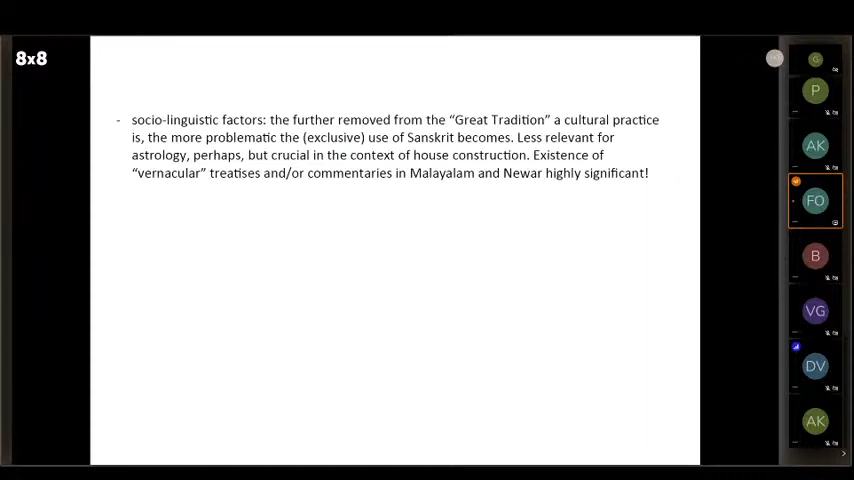 8x8
- socio-linguistic factors: the further removed from the “Great Tradition” a cultural practice
is, the more problematic the (exclusive) use of Sanskrit becomes. Less relevant for
astrology, perhaps, but crucial in the context of house construction. Existence of
“vernacular” treatises and/or commentaries in Malayalam and Newar highly significant!
G
P
AK
FO
B
VG
DV
AK